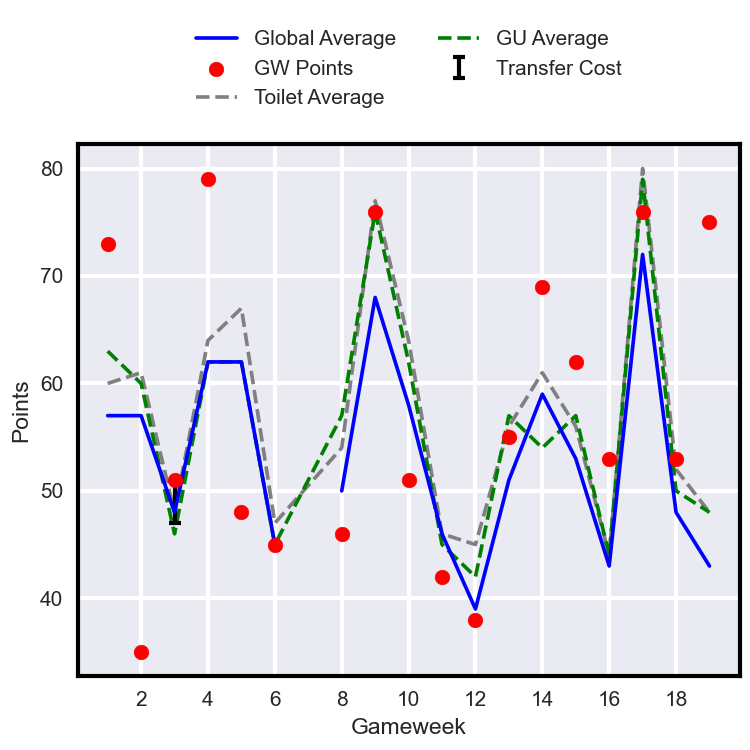 Global Average
GW Points
Toilet Average
GU Average
Transfer Cost
80
70
60
50
40
Points
2 4 6 8 10 12 14 16 18
Gameweek